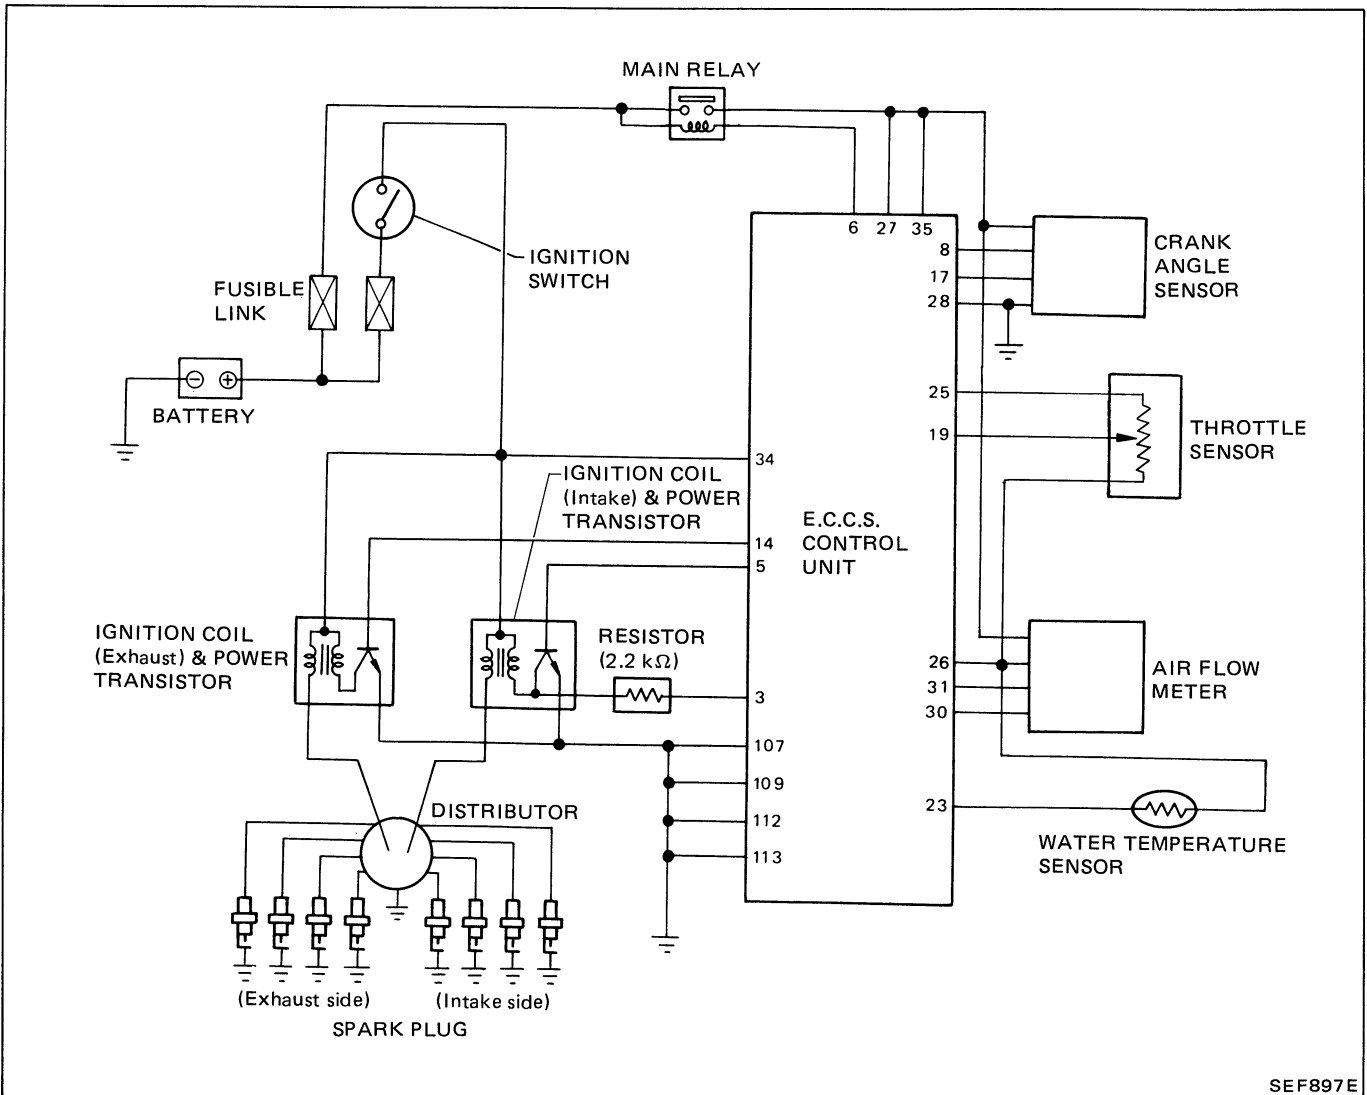 MAIN RELAY
6 27 35
8
17
28
CRANK
ANGLE
SENSOR
IGNITION
SWITCH
FUSIBLE
LINK
BATTERY
25
19
THROTTLE
SENSOR
34
IGNITION COIL
(Intake) & POWER
TRANSISTOR
14
5
E.C.C.S.
CONTROL
UNIT
IGNITION COIL
(Exhaust) & POWER
TRANSISTOR
RESISTOR
(2.2 kΩ)
3
26
31
30
AIR FLOW
METER
107
109
112
113
23
WATER TEMPERATURE
SENSOR
DISTRIBUTOR
(Exhaust side)
(Intake side)
SPARK PLUG
SEF897E